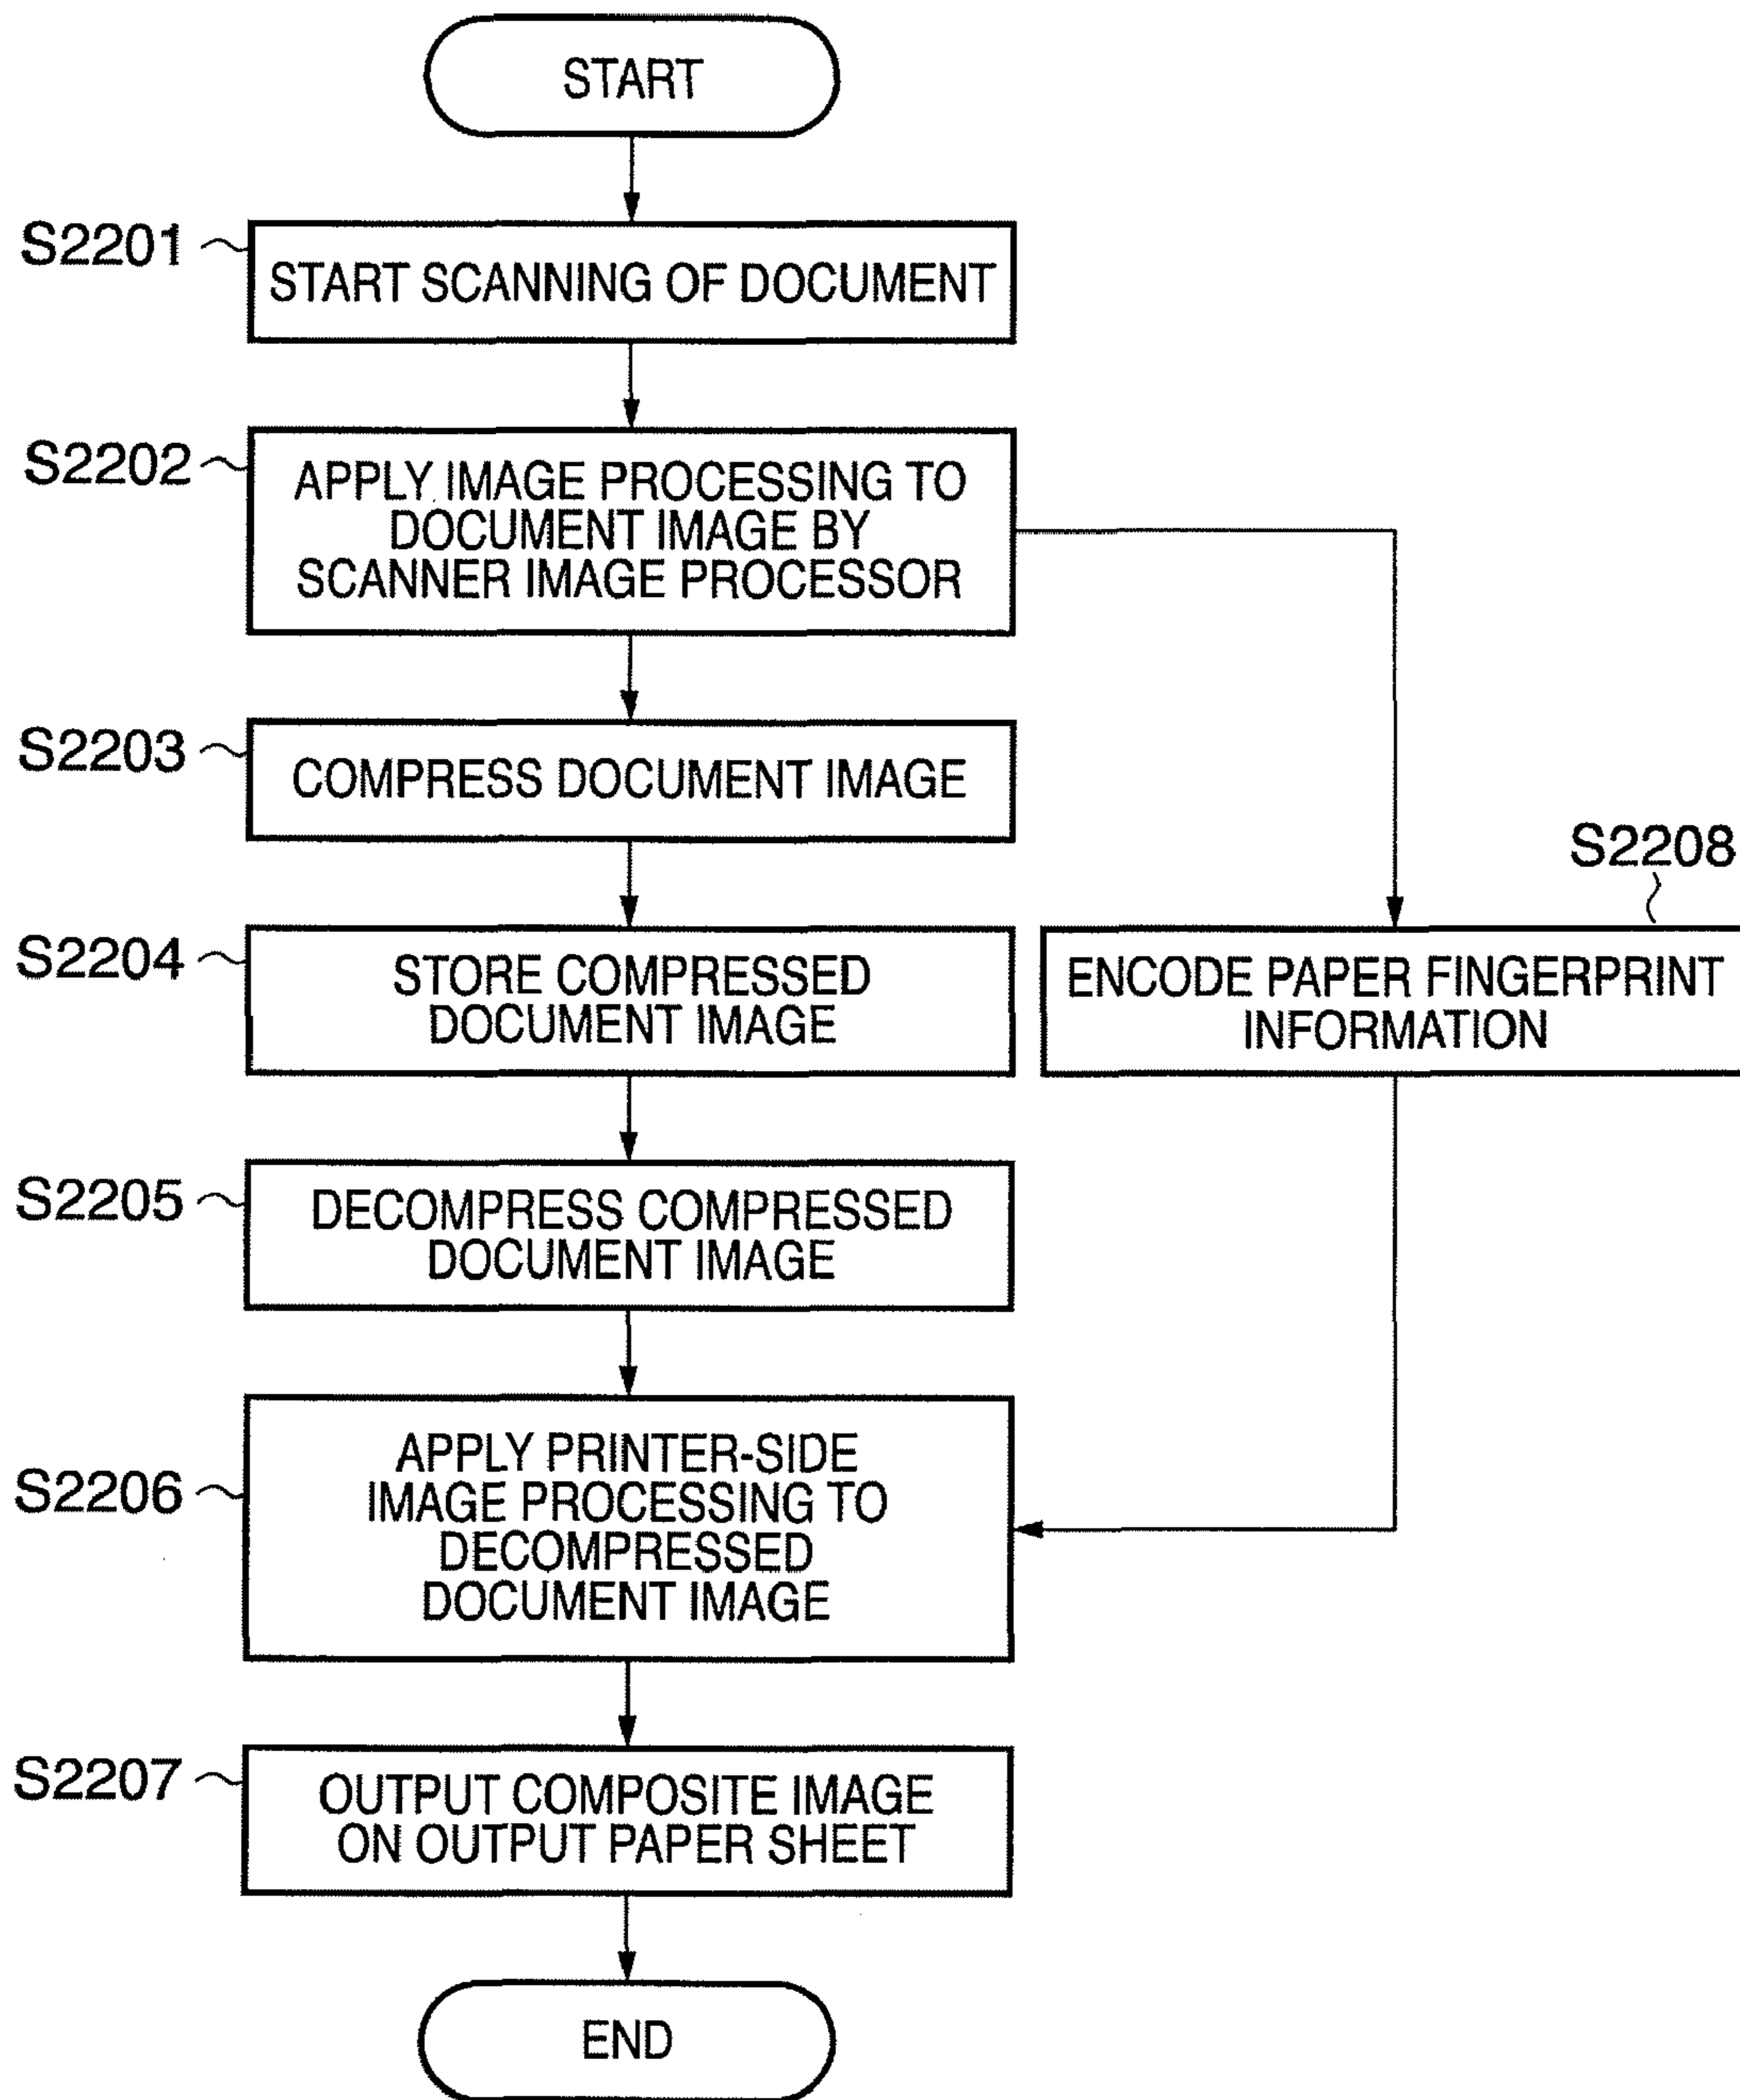 START
S2201
START SCANNING OF DOCUMENT
S2202
APPLY IMAGE PROCESSING TO
DOCUMENT IMAGE BY
SCANNER IMAGE PROCESSOR
S2203
COMPRESS DOCUMENT IMAGE
S2204
STORE COMPRESSED
DOCUMENT IMAGE
S2208
ENCODE PAPER FINGERPRINT
INFORMATION
S2205
DECOMPRESS COMPRESSED
DOCUMENT IMAGE
S2206
APPLY PRINTER-SIDE
IMAGE PROCESSING TO
DECOMPRESSED
DOCUMENT IMAGE
S2207
OUTPUT COMPOSITE IMAGE
ON OUTPUT PAPER SHEET
END